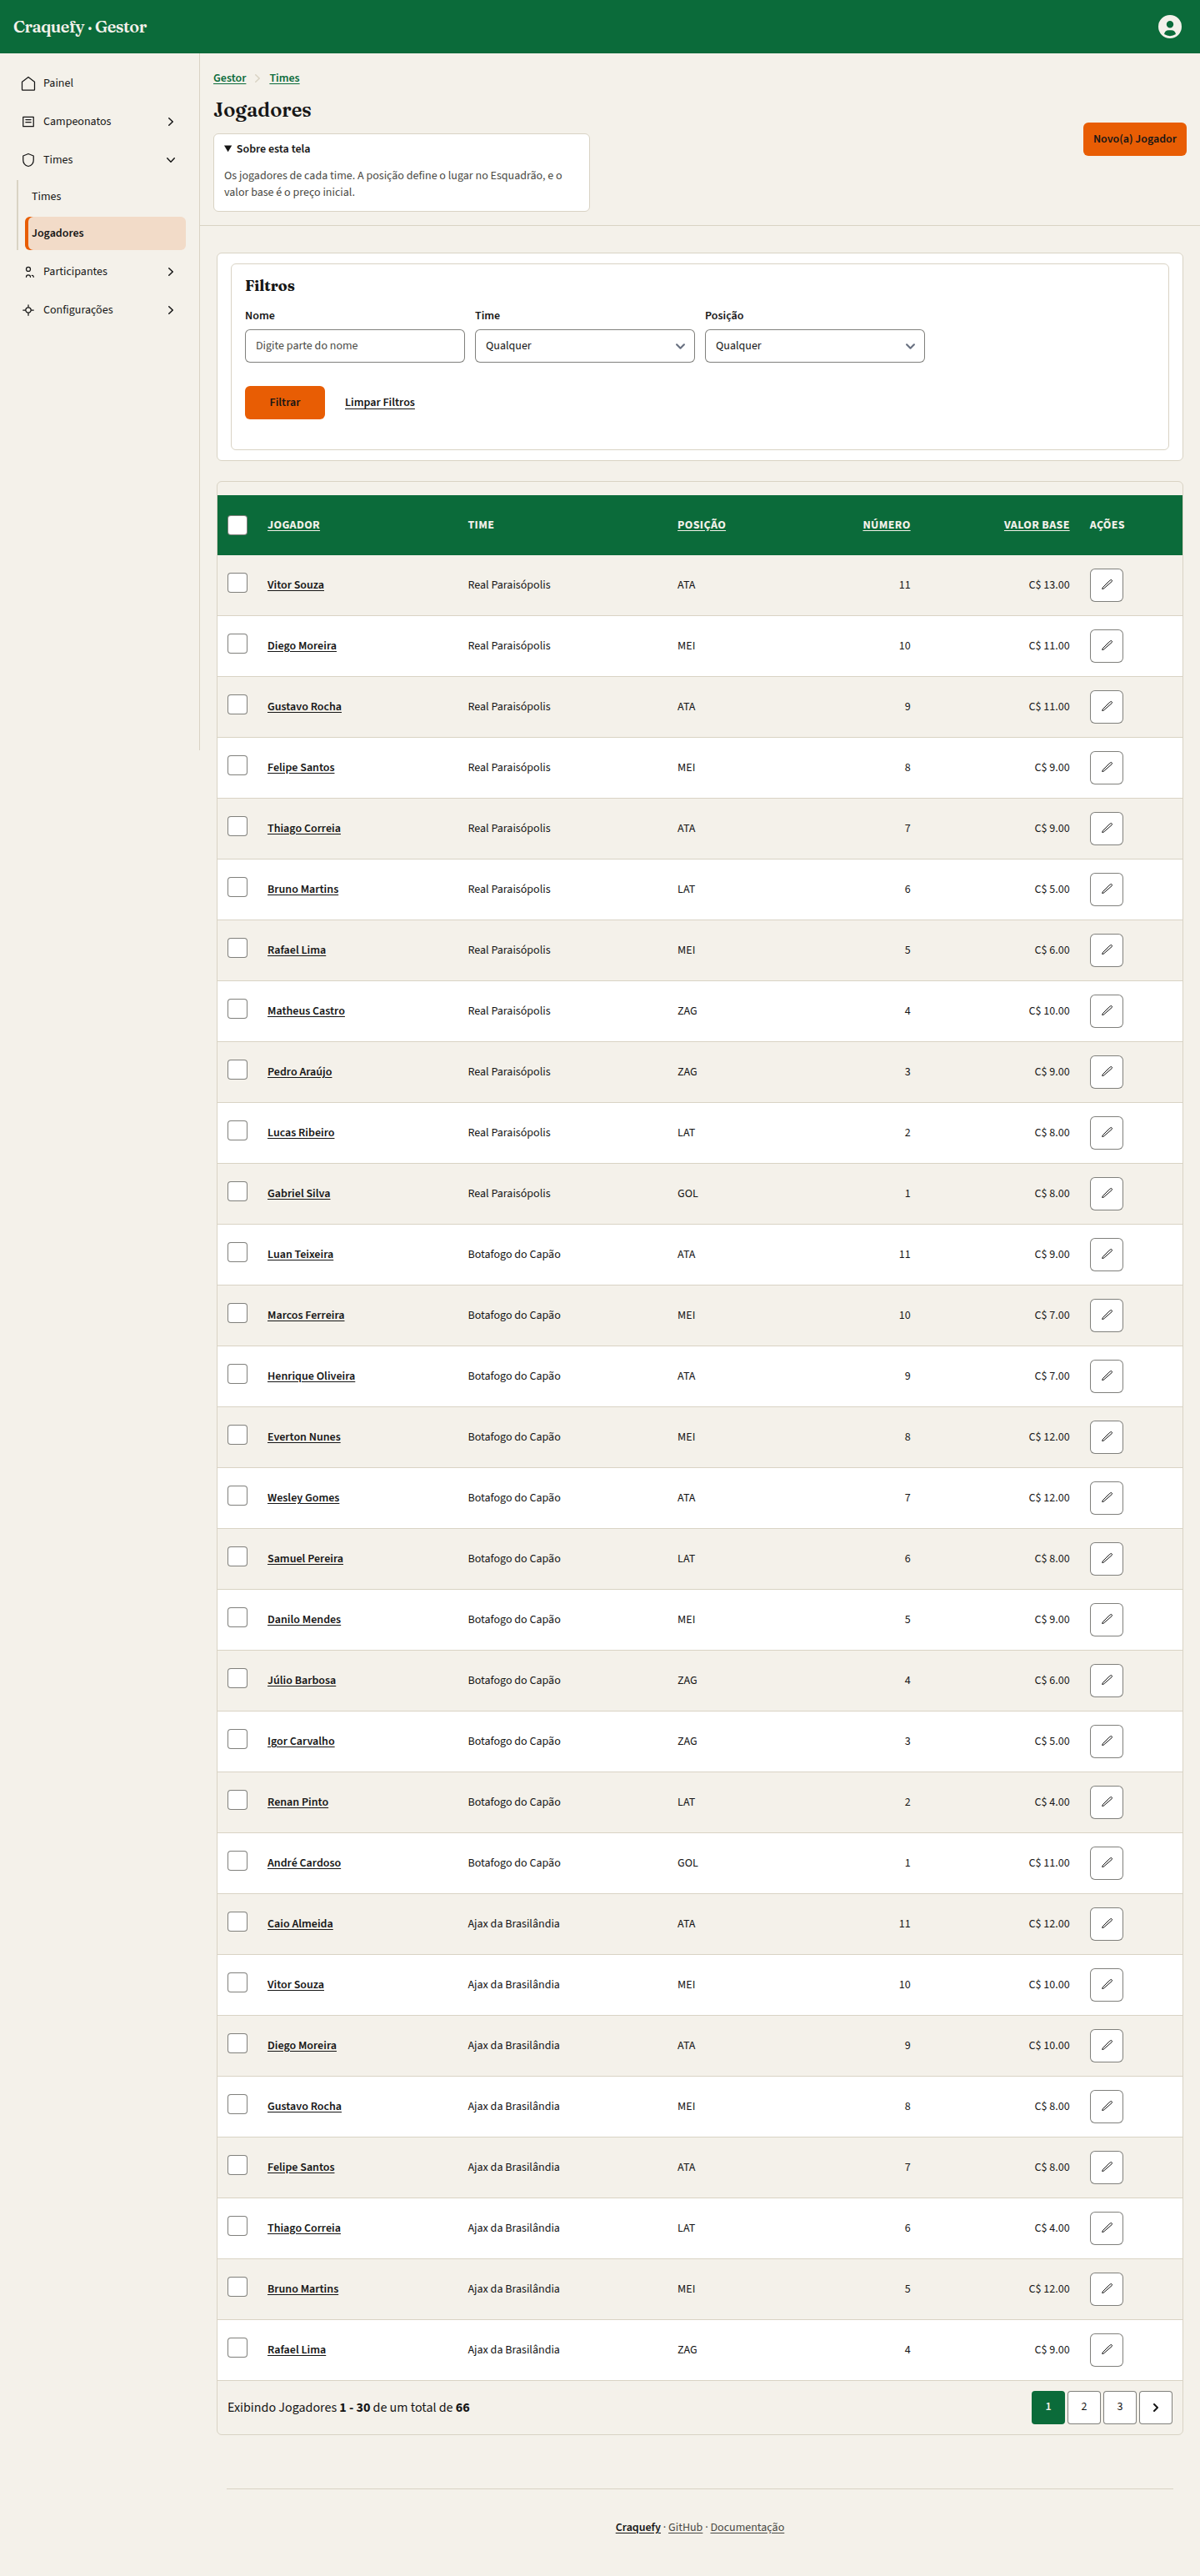 Craquefy · Gestor
Painel
Campeonatos
Times
Times
Jogadores
Participantes
Configurações
Gestor
Times
Jogadores
Sobre esta tela
Os jogadores de cada time. A posição define o lugar no Esquadrão, e o
valor base é o preço inicial.
Novo(a) Jogador
Filtros
Nome Time Posição
Digite parte do nome Qualquer Qualquer
Filtrar Limpar Filtros
JOGADOR TIME POSIÇÃO NÚMERO VALOR BASE AÇÕES
Vitor Souza Real Paraisópolis ATA 11 C$ 13.00
Diego Moreira Real Paraisópolis MEI 10 C$ 11.00
Gustavo Rocha Real Paraisópolis ATA 9 C$ 11.00
Felipe Santos Real Paraisópolis MEI 8 C$ 9.00
Thiago Correia Real Paraisópolis ATA 7 C$ 9.00
Bruno Martins Real Paraisópolis LAT 6 C$ 5.00
Rafael Lima Real Paraisópolis MEI 5 C$ 6.00
Matheus Castro Real Paraisópolis ZAG 4 C$ 10.00
Pedro Araújo Real Paraisópolis ZAG 3 C$ 9.00
Lucas Ribeiro Real Paraisópolis LAT 2 C$ 8.00
Gabriel Silva Real Paraisópolis GOL 1 C$ 8.00
Luan Teixeira Botafogo do Capão ATA 11 C$ 9.00
Marcos Ferreira Botafogo do Capão MEI 10 C$ 7.00
Henrique Oliveira Botafogo do Capão ATA 9 C$ 7.00
Everton Nunes Botafogo do Capão MEI 8 C$ 12.00
Wesley Gomes Botafogo do Capão ATA 7 C$ 12.00
Samuel Pereira Botafogo do Capão LAT 6 C$ 8.00
Danilo Mendes Botafogo do Capão MEI 5 C$ 9.00
Júlio Barbosa Botafogo do Capão ZAG 4 C$ 6.00
Igor Carvalho Botafogo do Capão ZAG 3 C$ 5.00
Renan Pinto Botafogo do Capão LAT 2 C$ 4.00
André Cardoso Botafogo do Capão GOL 1 C$ 11.00
Caio Almeida Ajax da Brasilândia ATA 11 C$ 12.00
Vitor Souza Ajax da Brasilândia MEI 10 C$ 10.00
Diego Moreira Ajax da Brasilândia ATA 9 C$ 10.00
Gustavo Rocha Ajax da Brasilândia MEI 8 C$ 8.00
Felipe Santos Ajax da Brasilândia ATA 7 C$ 8.00
Thiago Correia Ajax da Brasilândia LAT 6 C$ 4.00
Bruno Martins Ajax da Brasilândia MEI 5 C$ 12.00
Rafael Lima Ajax da Brasilândia ZAG 4 C$ 9.00
Exibindo Jogadores 1 - 30 de um total de 66
1 2 3
Craquefy · GitHub · Documentação